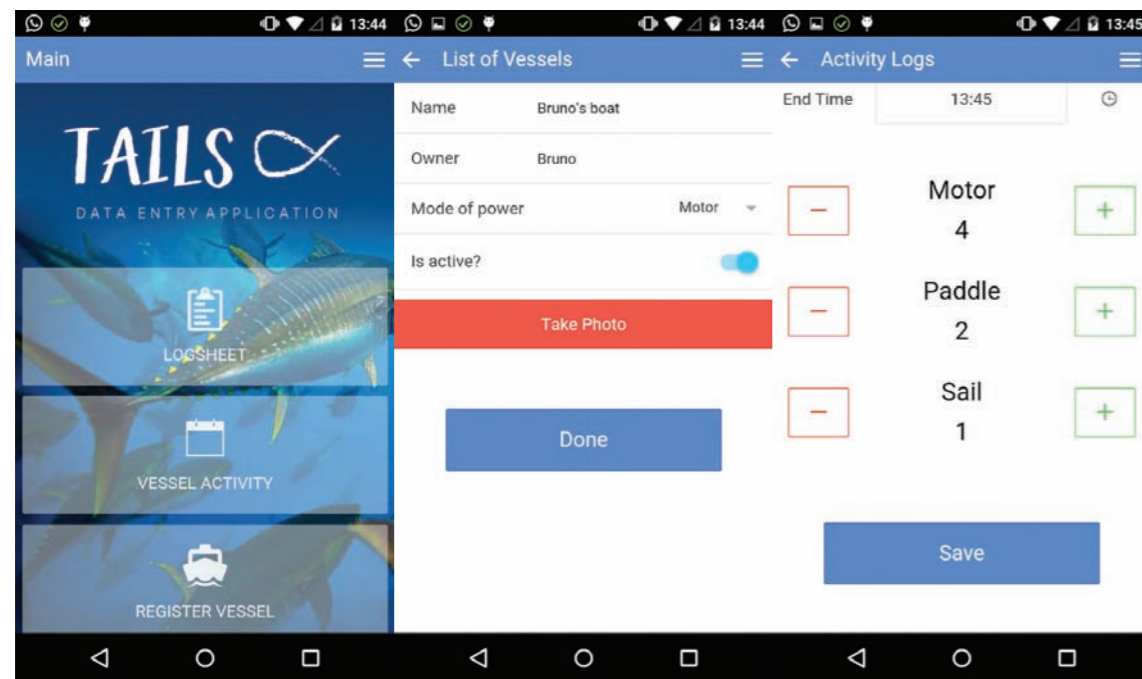 13:44
Main
TAILS
DATA ENTRY APPLICATION
LOGSHEET
VESSEL ACTIVITY
REGISTER VESSEL
13:44
List of Vessels
Name Bruno's boat
Owner Bruno
Mode of power Motor
Is active?
Take Photo
Done
13:45
Activity Logs
End Time 13:45
Motor
4
Paddle
2
Sail
1
Save